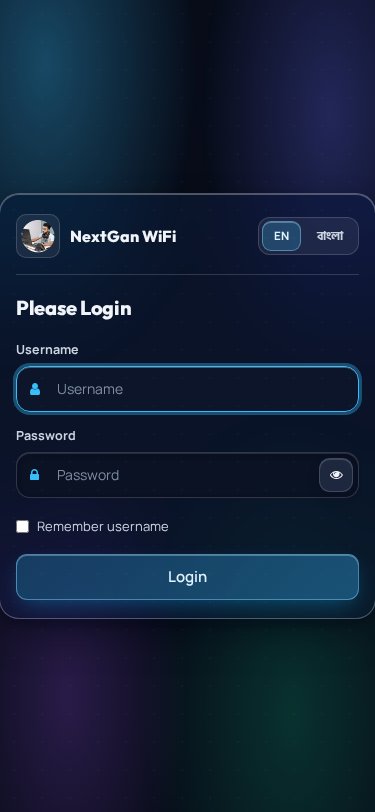 NextGan WiFi
EN
বাংলা
Please Login
Username
Username
Password
Password
Remember username
Login